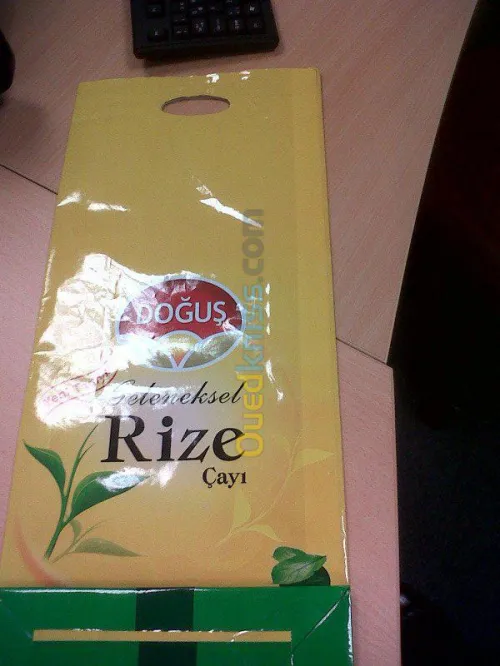 DOĞUŞ
Geleneksel
Rize
Çayı
Ouedkniss.com